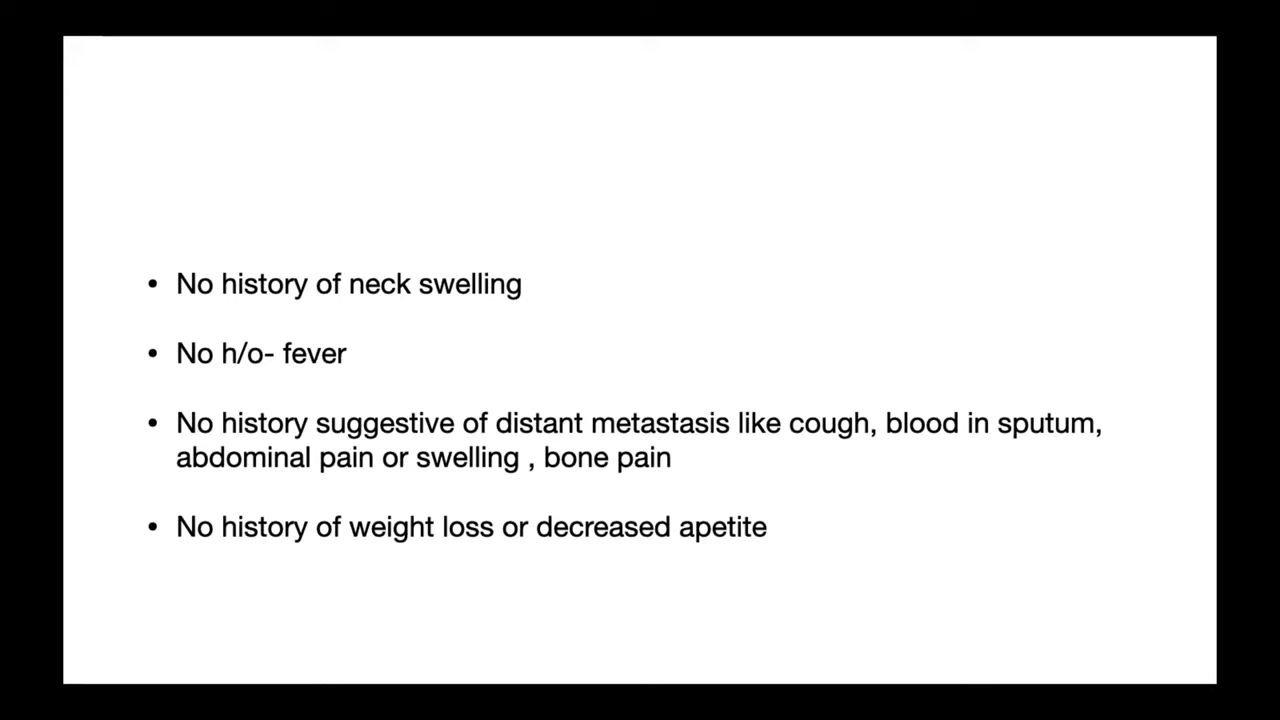 • No history of neck swelling
• No h/o- fever
• No history suggestive of distant metastasis like cough, blood in sputum,
abdominal pain or swelling , bone pain
• No history of weight loss or decreased apetite